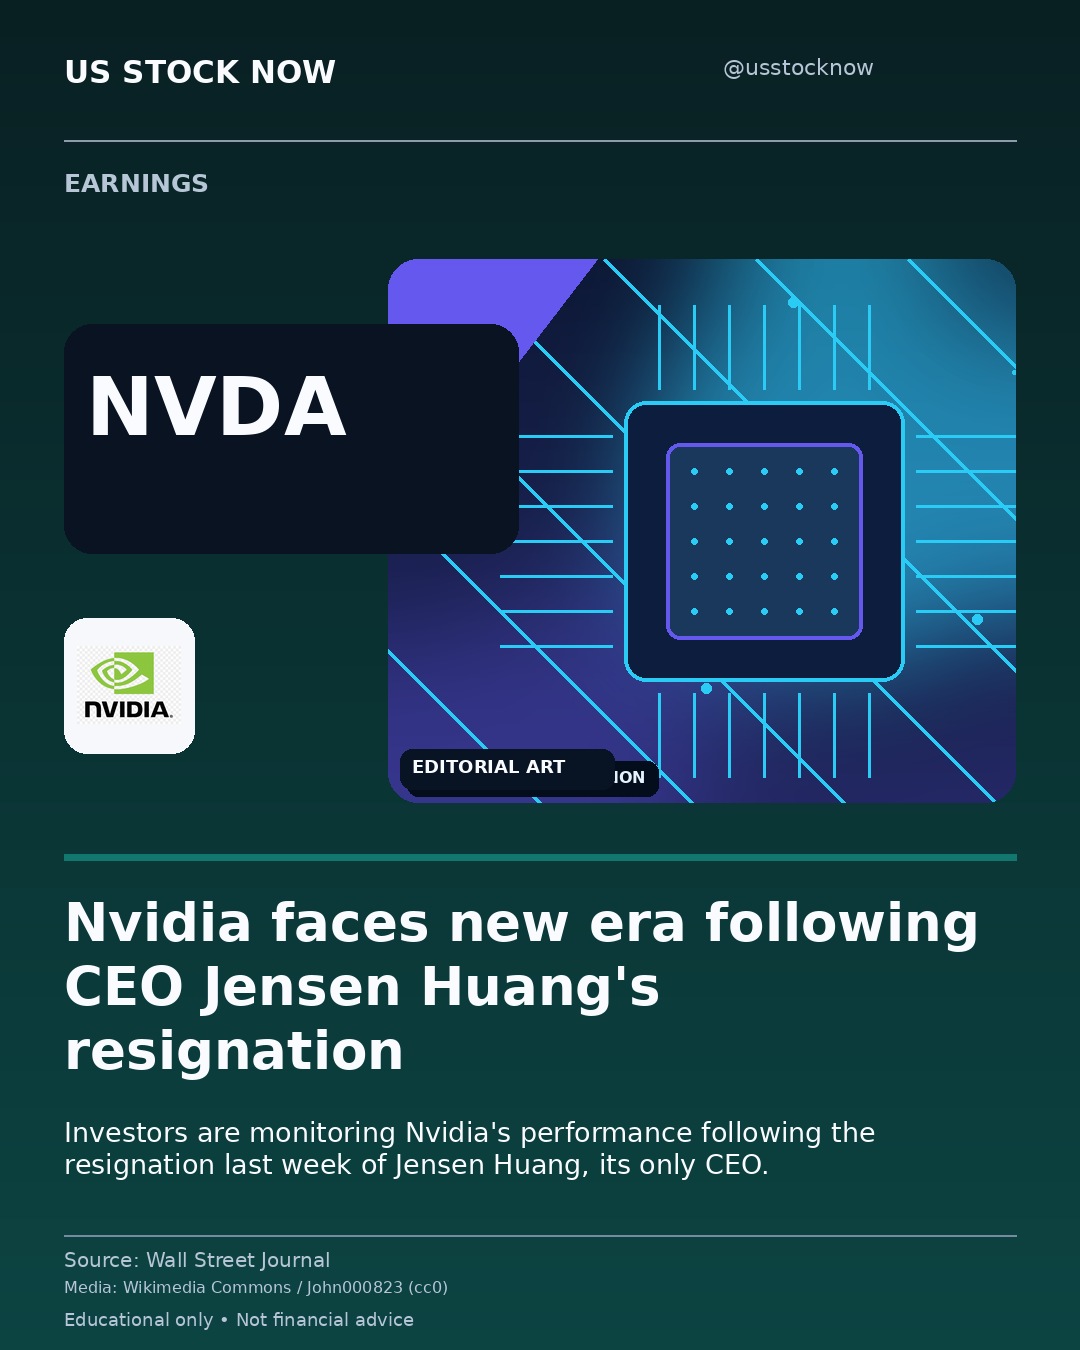 US STOCK NOW
@usstocknow
EARNINGS
NVDA
NVIDIA
EDITORIAL ART
Nvidia faces new era following
CEO Jensen Huang's
resignation
Investors are monitoring Nvidia's performance following the
resignation last week of Jensen Huang, its only CEO.
Source: Wall Street Journal
Media: Wikimedia Commons / John000823 (cc0)
Educational only • Not financial advice